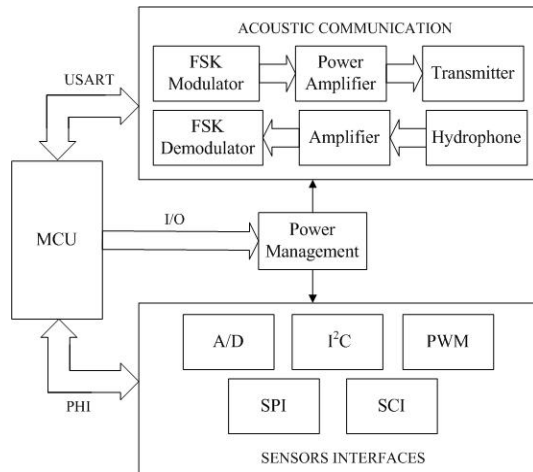 ACOUSTIC COMMUNICATION
USART
FSK
Modulator
Power
Amplifier
Transmitter
FSK
Demodulator
Amplifier
Hydrophone
MCU
I/O
Power
Management
A/D
I²C
PWM
PHI
SPI
SCI
SENSORS INTERFACES